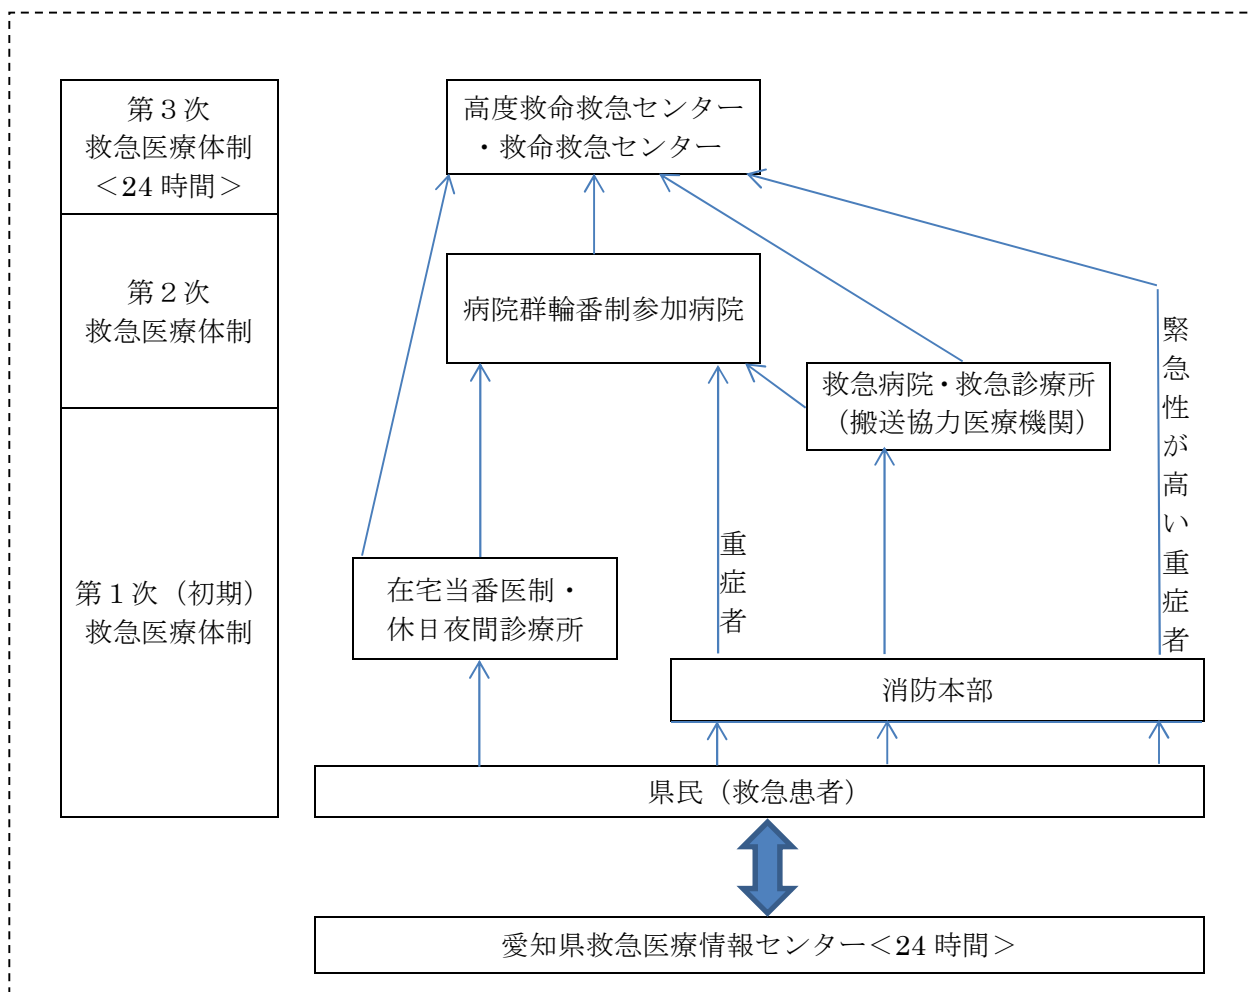 第３次
救急医療体制
＜24 時間＞
高度救命救急センター
・救命救急センター
第２次
救急医療体制
病院群輪番制参加病院
救急病院・救急診療所
（搬送協力医療機関）
緊急性が高い重症者
重症者
第１次（初期）
救急医療体制
在宅当番医制・
休日夜間診療所
消防本部
県民（救急患者）
愛知県救急医療情報センター＜24 時間＞